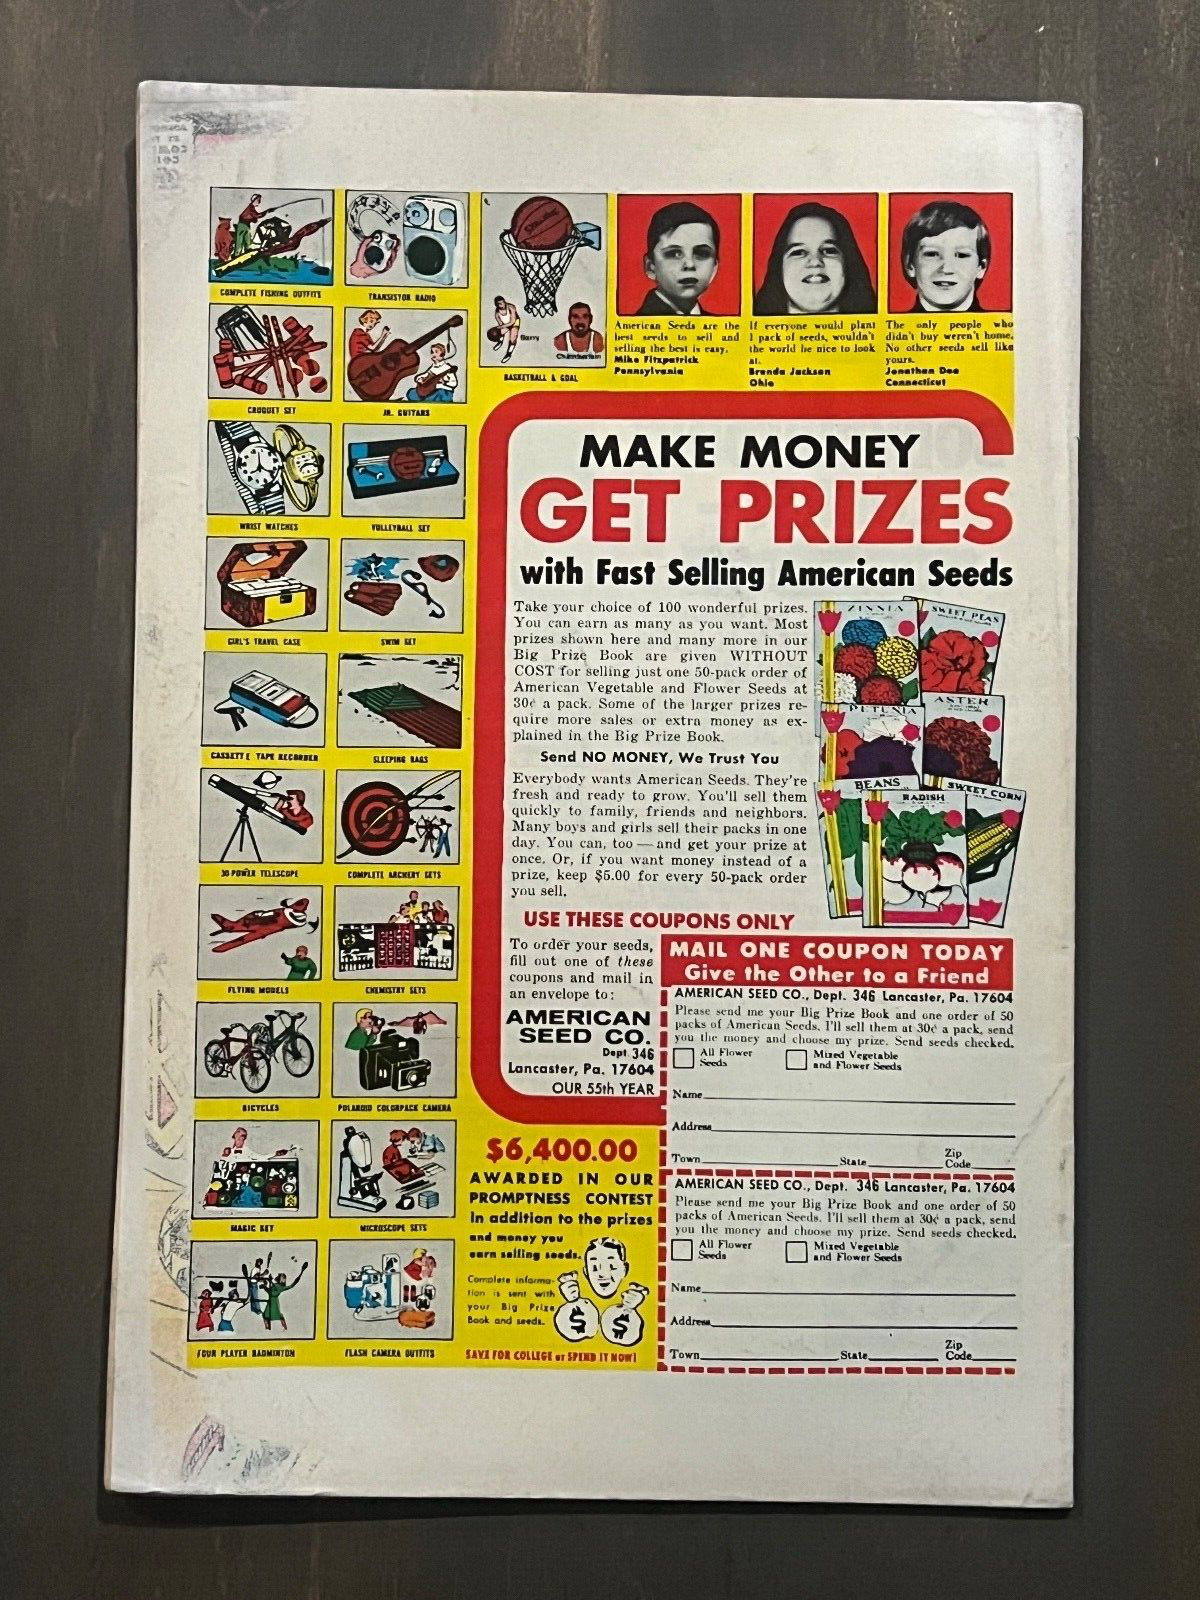 COMPLETE FISHING OUTFITS
TRANSISTOR RADIO
CROQUET SET
JR. GUITARS
WRIST WATCHES
VOLLEYBALL SET
GIRL'S TRAVEL CASE
SWIM SET
CASSETTE TAPE RECORDER
SLEEPING BAGS
30-POWER TELESCOPE
COMPLETE ARCHERY SETS
FLYING MODELS
CHEMISTRY SETS
BICYCLES
POLAROID COLORPACK CAMERA
MAGIC SET
MICROSCOPE SETS
FOUR PLAYER BADMINTON
FLASH CAMERA OUTFITS
SPALDING
Barry
Chamberlain
BASKETBALL & GOAL
American Seeds are the
best seeds to sell and
selling the best is easy.
Mike Fitzpatrick
Pennsylvania
If everyone would plant
1 pack of seeds, wouldn't
the world be nice to look
at.
Brenda Jackson
Ohio
The only people who
didn't buy weren't home.
No other seeds sell like
yours.
Jonathan Dee
Connecticut
MAKE MONEY
GET PRIZES
with Fast Selling American Seeds
Take your choice of 100 wonderful prizes.
You can earn as many as you want. Most
prizes shown here and many more in our
Big Prize Book are given WITHOUT
COST for selling just one 50-pack order of
American Vegetable and Flower Seeds at
30¢ a pack. Some of the larger prizes re-
quire more sales or extra money as ex-
plained in the Big Prize Book.
Send NO MONEY, We Trust You
Everybody wants American Seeds. They're
fresh and ready to grow. You'll sell them
quickly to family, friends and neighbors.
Many boys and girls sell their packs in one
day. You can, too — and get your prize at
once. Or, if you want money instead of a
prize, keep $5.00 for every 50-pack order
you sell.
ZINNIA
SWEET PEAS
PETUNIA
ASTER
BEANS
RADISH
SWEET CORN
USE THESE COUPONS ONLY
To order your seeds,
fill out one of these
coupons and mail in
an envelope to:
AMERICAN
SEED CO.
Dept. 346
Lancaster, Pa. 17604
OUR 55th YEAR
$6,400.00
AWARDED IN OUR
PROMPTNESS CONTEST
In addition to the prizes
and money you
earn selling seeds.
Complete informa-
tion is sent with
your Big Prize
Book and seeds.
$ $
SAVE FOR COLLEGE or SPEND IT NOW!
MAIL ONE COUPON TODAY
Give the Other to a Friend
AMERICAN SEED CO., Dept. 346 Lancaster, Pa. 17604
Please send me your Big Prize Book and one order of 50
packs of American Seeds. I'll sell them at 30¢ a pack, send
you the money and choose my prize. Send seeds checked.
All Flower Seeds
Mixed Vegetable and Flower Seeds
Name
Address
Town State Zip Code
AMERICAN SEED CO., Dept. 346 Lancaster, Pa. 17604
Please send me your Big Prize Book and one order of 50
packs of American Seeds. I'll sell them at 30¢ a pack, send
you the money and choose my prize. Send seeds checked.
All Flower Seeds
Mixed Vegetable and Flower Seeds
Name
Address
Town State Zip Code